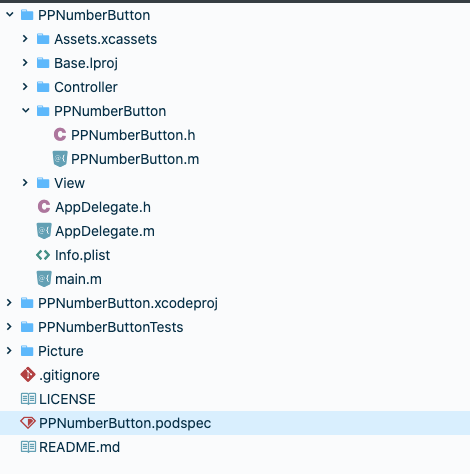 PPNumberButton
Assets.xcassets
Base.lproj
Controller
PPNumberButton
PPNumberButton.h
PPNumberButton.m
View
AppDelegate.h
AppDelegate.m
Info.plist
main.m
PPNumberButton.xcodeproj
PPNumberButtonTests
Picture
.gitignore
LICENSE
PPNumberButton.podspec
README.md